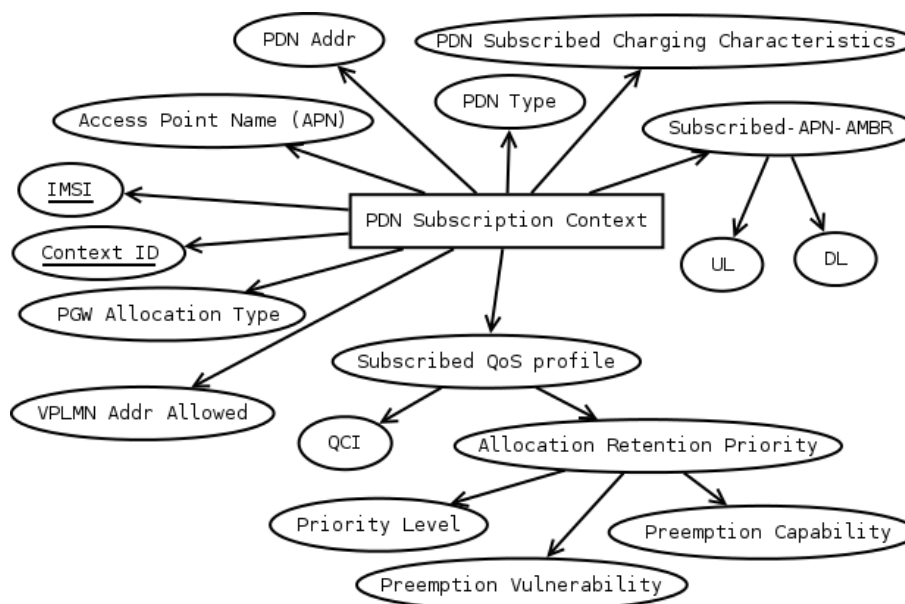 PDN Addr
PDN Subscribed Charging Characteristics
PDN Type
Access Point Name (APN)
Subscribed-APN-AMBR
IMSI
PDN Subscription Context
Context ID
UL
DL
PGW Allocation Type
Subscribed QoS profile
VPLMN Addr Allowed
QCI
Allocation Retention Priority
Priority Level
Preemption Capability
Preemption Vulnerability